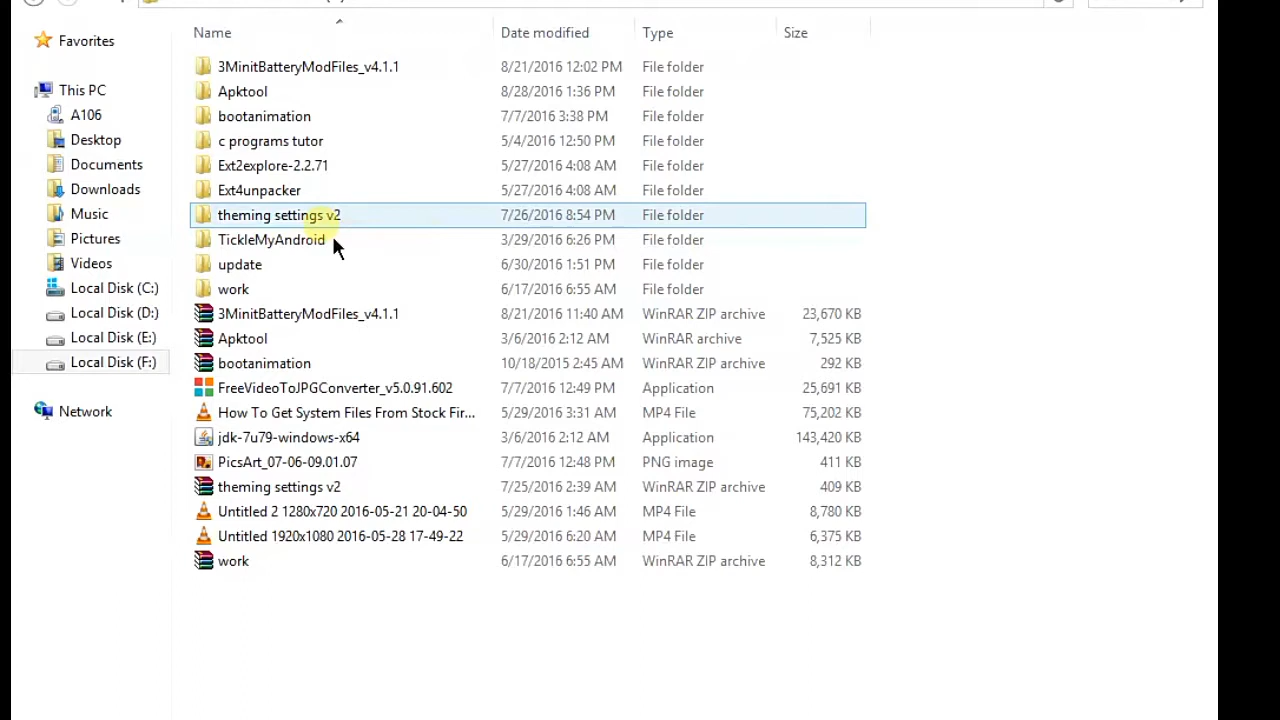 Name Date modified Type Size
Favorites
This PC
A106
Desktop
Documents
Downloads
Music
Pictures
Videos
Local Disk (C:)
Local Disk (D:)
Local Disk (E:)
Local Disk (F:)
Network
3MinitBatteryModFiles_v4.1.1 8/21/2016 12:02 PM File folder
Apktool 8/28/2016 1:36 PM File folder
bootanimation 7/7/2016 3:38 PM File folder
c programs tutor 5/4/2016 12:50 PM File folder
Ext2explore-2.2.71 5/27/2016 4:08 AM File folder
Ext4unpacker 5/27/2016 4:08 AM File folder
theming settings v2 7/26/2016 8:54 PM File folder
TickleMyAndroid 3/29/2016 6:26 PM File folder
update 6/30/2016 1:51 PM File folder
work 6/17/2016 6:55 AM File folder
3MinitBatteryModFiles_v4.1.1 8/21/2016 11:40 AM WinRAR ZIP archive 23,670 KB
Apktool 3/6/2016 2:12 AM WinRAR archive 7,525 KB
bootanimation 10/18/2015 2:45 AM WinRAR ZIP archive 292 KB
FreeVideoToJPGConverter_v5.0.91.602 7/7/2016 12:49 PM Application 25,691 KB
How To Get System Files From Stock Fir... 5/29/2016 3:31 AM MP4 File 75,202 KB
jdk-7u79-windows-x64 3/6/2016 2:12 AM Application 143,420 KB
PicsArt_07-06-09.01.07 7/7/2016 12:48 PM PNG image 411 KB
theming settings v2 7/25/2016 2:39 AM WinRAR ZIP archive 409 KB
Untitled 2 1280x720 2016-05-21 20-04-50 5/29/2016 1:46 AM MP4 File 8,780 KB
Untitled 1920x1080 2016-05-28 17-49-22 5/29/2016 6:20 AM MP4 File 6,375 KB
work 6/17/2016 6:55 AM WinRAR ZIP archive 8,312 KB